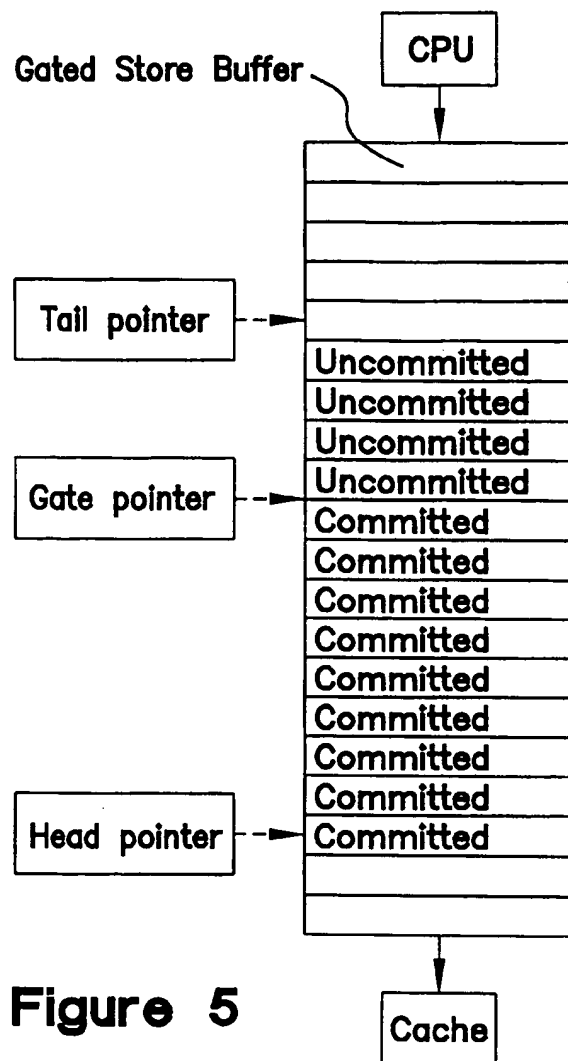 CPU
Gated Store Buffer
Tail pointer
Uncommitted
Uncommitted
Uncommitted
Uncommitted
Gate pointer
Committed
Committed
Committed
Committed
Committed
Committed
Committed
Committed
Head pointer
Committed
Figure 5
Cache